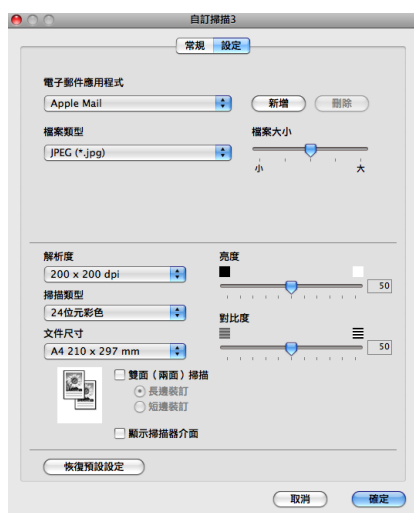 自訂掃描3
常規 設定
電子郵件應用程式
Apple Mail 新增 刪除
檔案類型 檔案大小
JPEG (*.jpg)
小 大
解析度 亮度
200 x 200 dpi 50
掃描類型
24位元彩色 對比度
文件尺寸
A4 210 x 297 mm 50
雙面（兩面）掃描
長邊裝訂
短邊裝訂
顯示掃描器介面
恢復預設設定
取消 確定